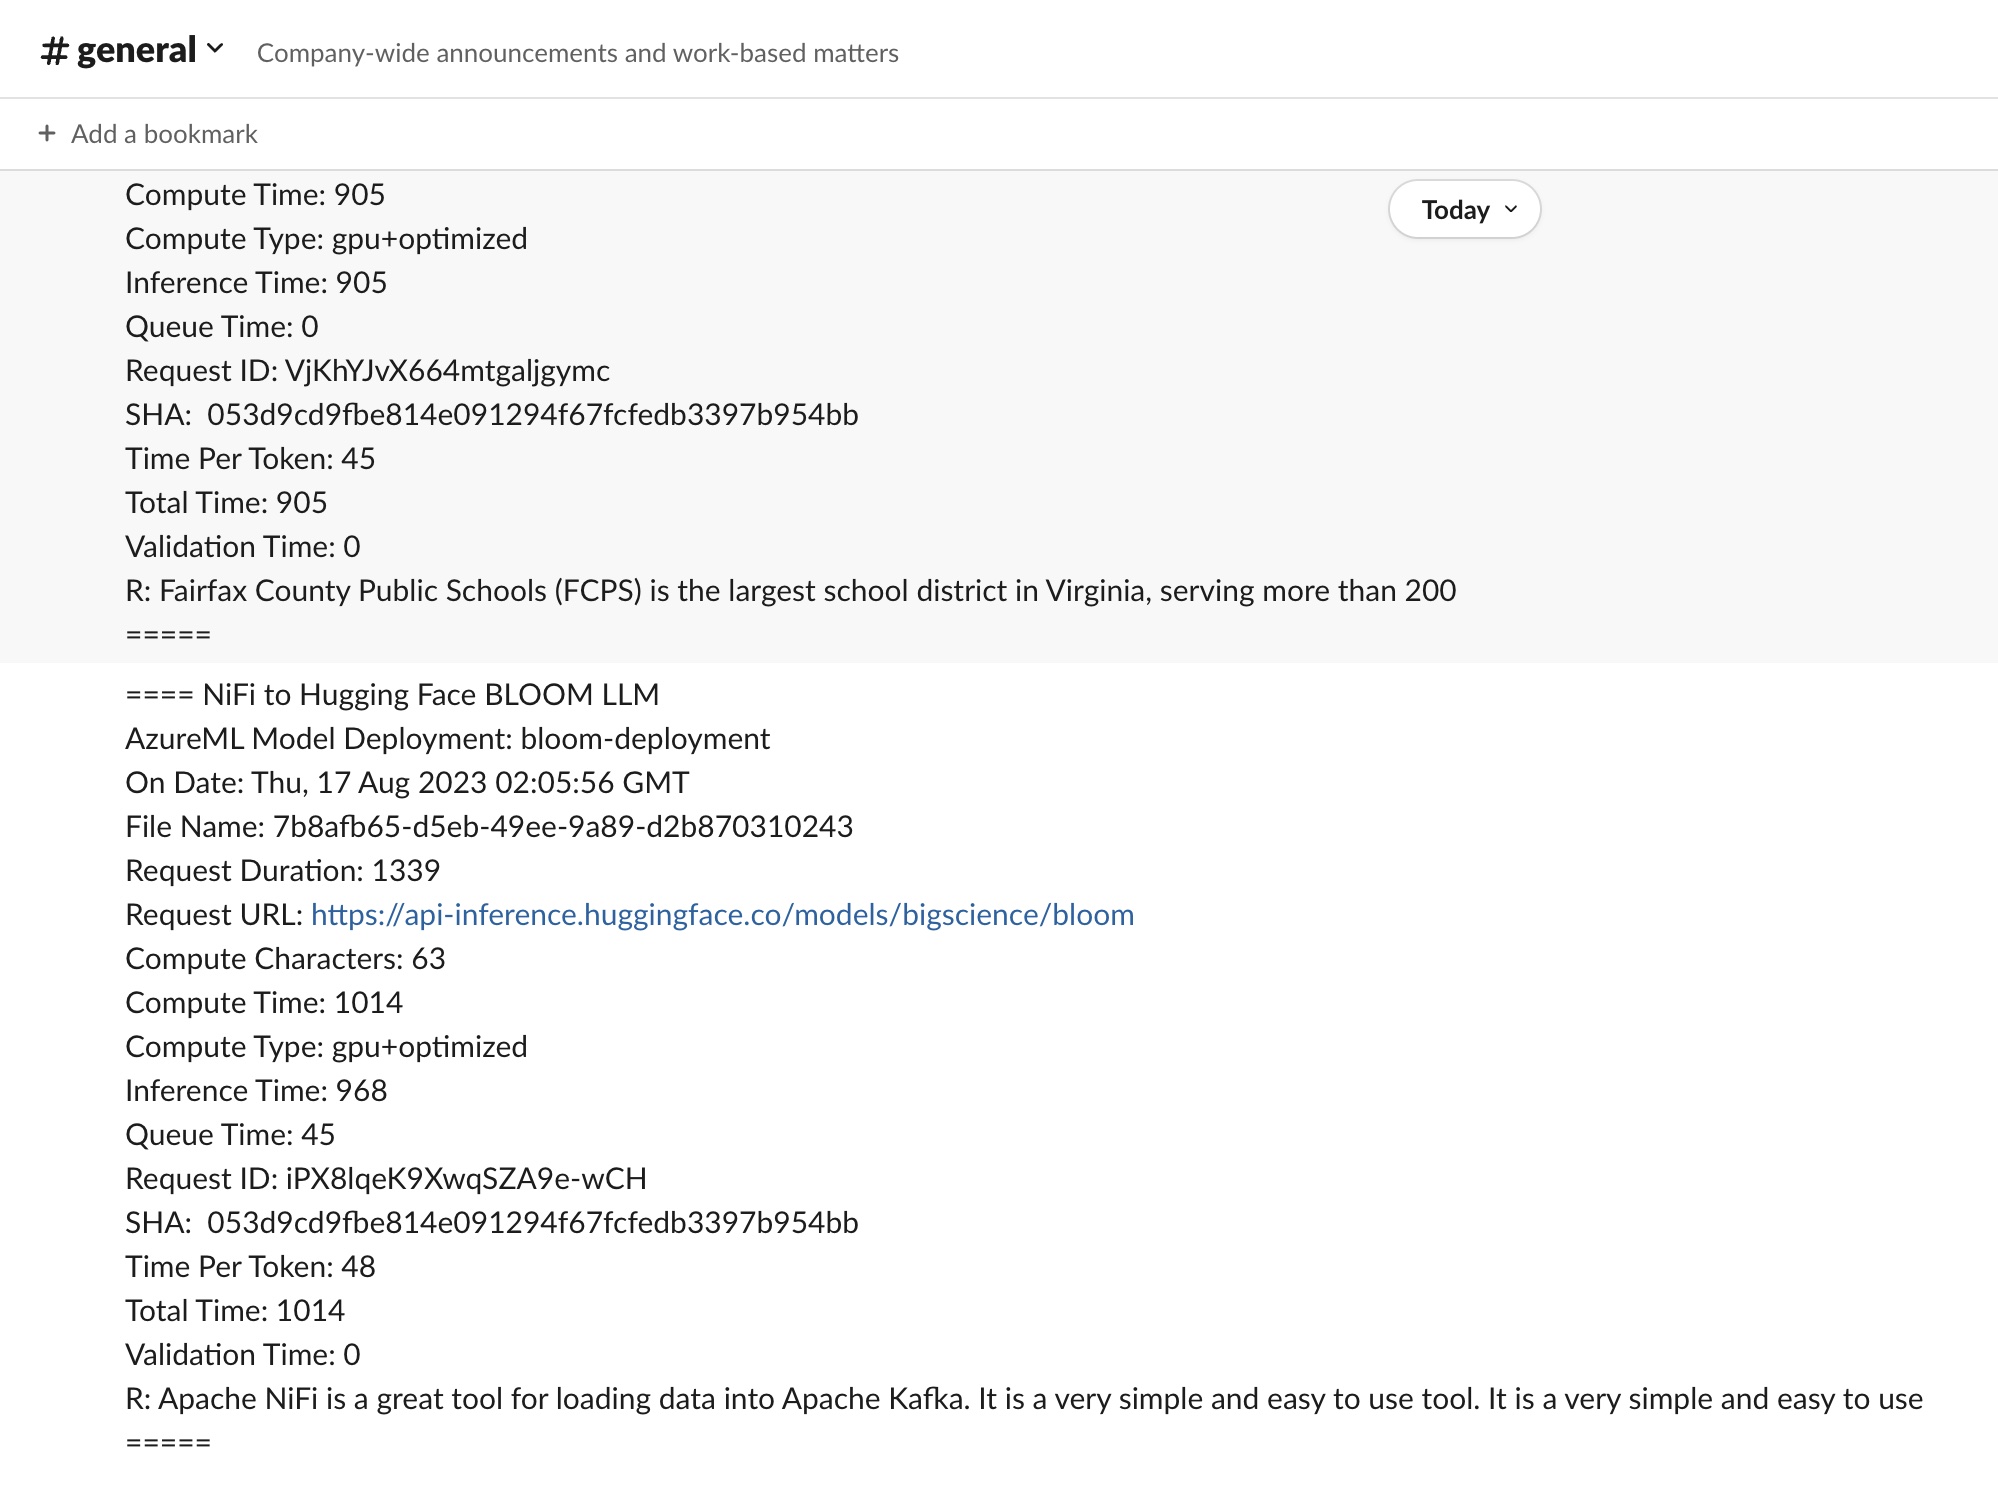 # general
Company-wide announcements and work-based matters
+ Add a bookmark
Today
Compute Time: 905
Compute Type: gpu+optimized
Inference Time: 905
Queue Time: 0
Request ID: VjKhYJvX664mtgaljgymc
SHA:  053d9cd9fbe814e091294f67fcfedb3397b954bb
Time Per Token: 45
Total Time: 905
Validation Time: 0
R: Fairfax County Public Schools (FCPS) is the largest school district in Virginia, serving more than 200
=====
==== NiFi to Hugging Face BLOOM LLM
AzureML Model Deployment: bloom-deployment
On Date: Thu, 17 Aug 2023 02:05:56 GMT
File Name: 7b8afb65-d5eb-49ee-9a89-d2b870310243
Request Duration: 1339
Request URL: https://api-inference.huggingface.co/models/bigscience/bloom
Compute Characters: 63
Compute Time: 1014
Compute Type: gpu+optimized
Inference Time: 968
Queue Time: 45
Request ID: iPX8lqeK9XwqSZA9e-wCH
SHA:  053d9cd9fbe814e091294f67fcfedb3397b954bb
Time Per Token: 48
Total Time: 1014
Validation Time: 0
R: Apache NiFi is a great tool for loading data into Apache Kafka. It is a very simple and easy to use tool. It is a very simple and easy to use
=====